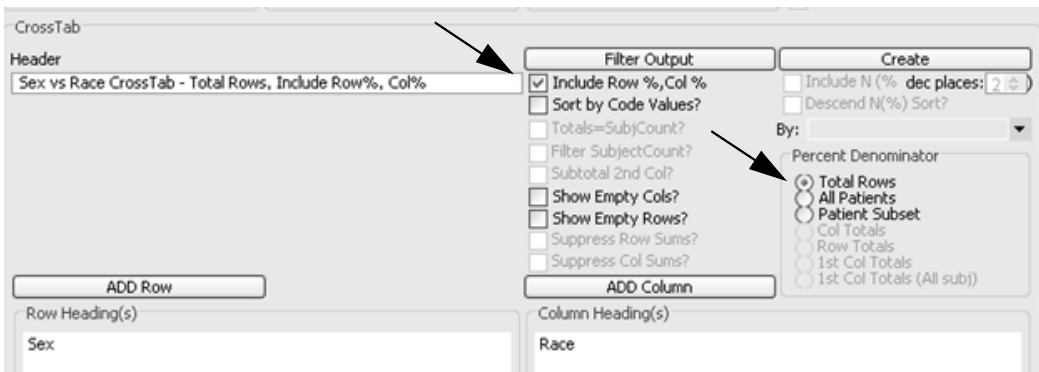 CrossTab
Header
Sex vs Race CrossTab - Total Rows, Include Row%, Col%
ADD Row
Row Heading(s)
Sex
Filter Output
Include Row %,Col %
Sort by Code Values?
Totals=SubjCount?
Filter SubjectCount?
Subtotal 2nd Col?
Show Empty Cols?
Show Empty Rows?
Suppress Row Sums?
Suppress Col Sums?
ADD Column
Column Heading(s)
Race
Create
Include N (% dec places: 2 )
Descend N(%) Sort?
By:
Percent Denominator
Total Rows
All Patients
Patient Subset
Col Totals
Row Totals
1st Col Totals
1st Col Totals (All subj)